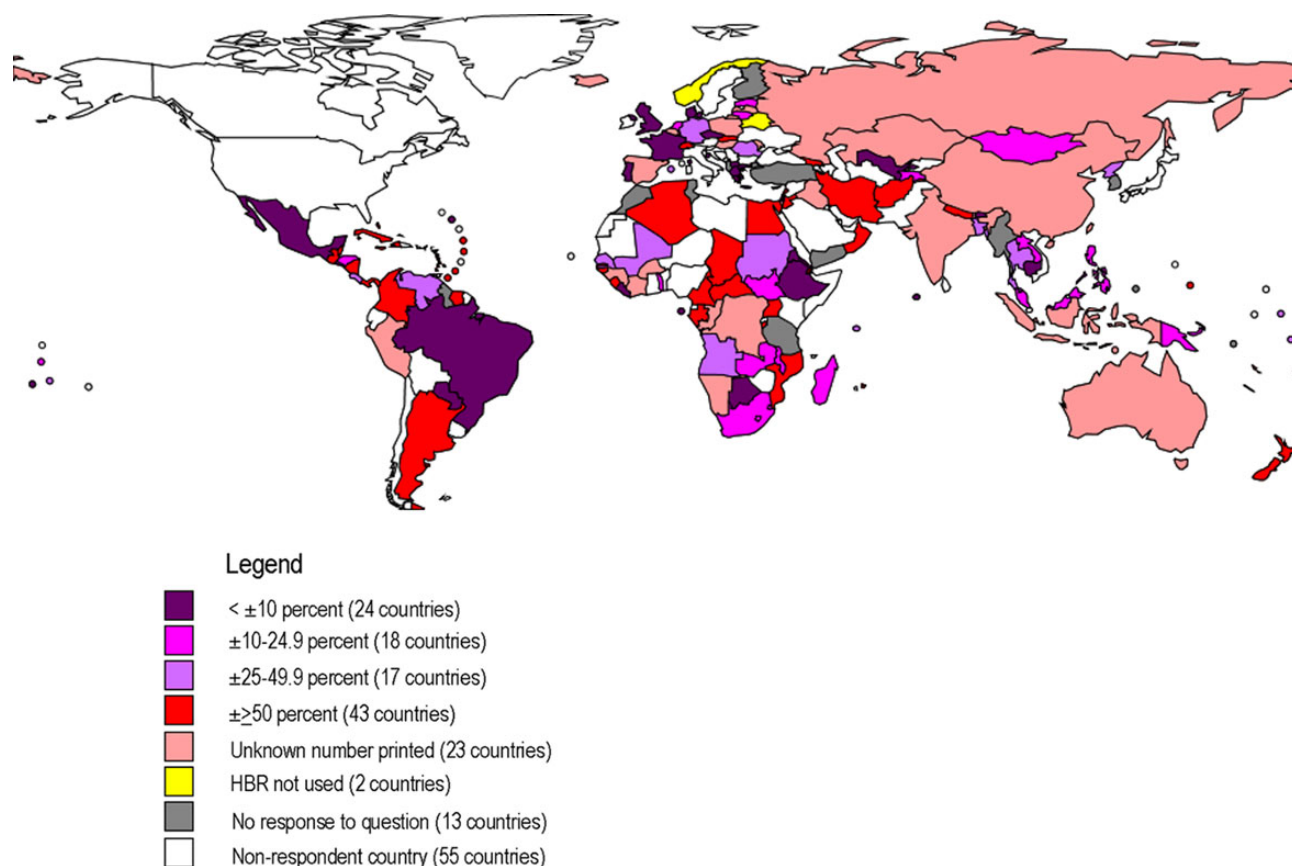 Legend
< ±10 percent (24 countries)
±10-24.9 percent (18 countries)
±25-49.9 percent (17 countries)
±≥50 percent (43 countries)
Unknown number printed (23 countries)
HBR not used (2 countries)
No response to question (13 countries)
Non-respondent country (55 countries)